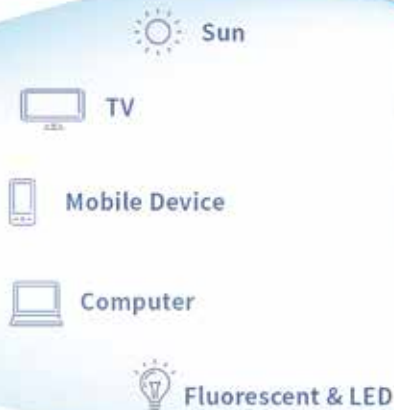 Sun
TV
Mobile Device
Computer
Fluorescent & LED